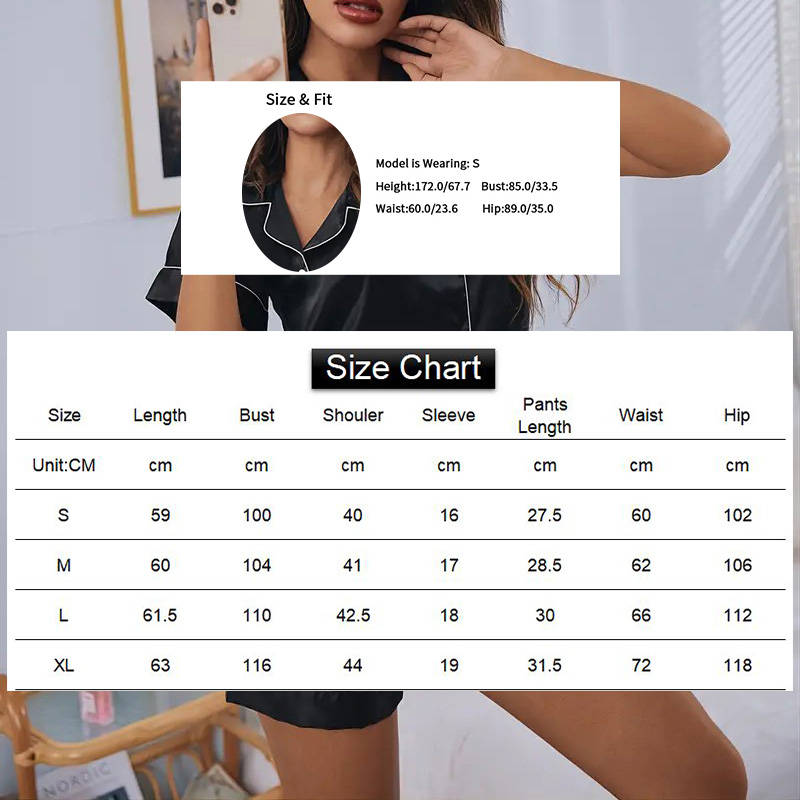 Size & Fit
Model is Wearing: S
Height:172.0/67.7 Bust:85.0/33.5
Waist:60.0/23.6 Hip:89.0/35.0
Size Chart
Size Length Bust Shouler Sleeve Pants Length Waist Hip
Unit:CM cm cm cm cm cm cm cm
S 59 100 40 16 27.5 60 102
M 60 104 41 17 28.5 62 106
L 61.5 110 42.5 18 30 66 112
XL 63 116 44 19 31.5 72 118
NORDIC